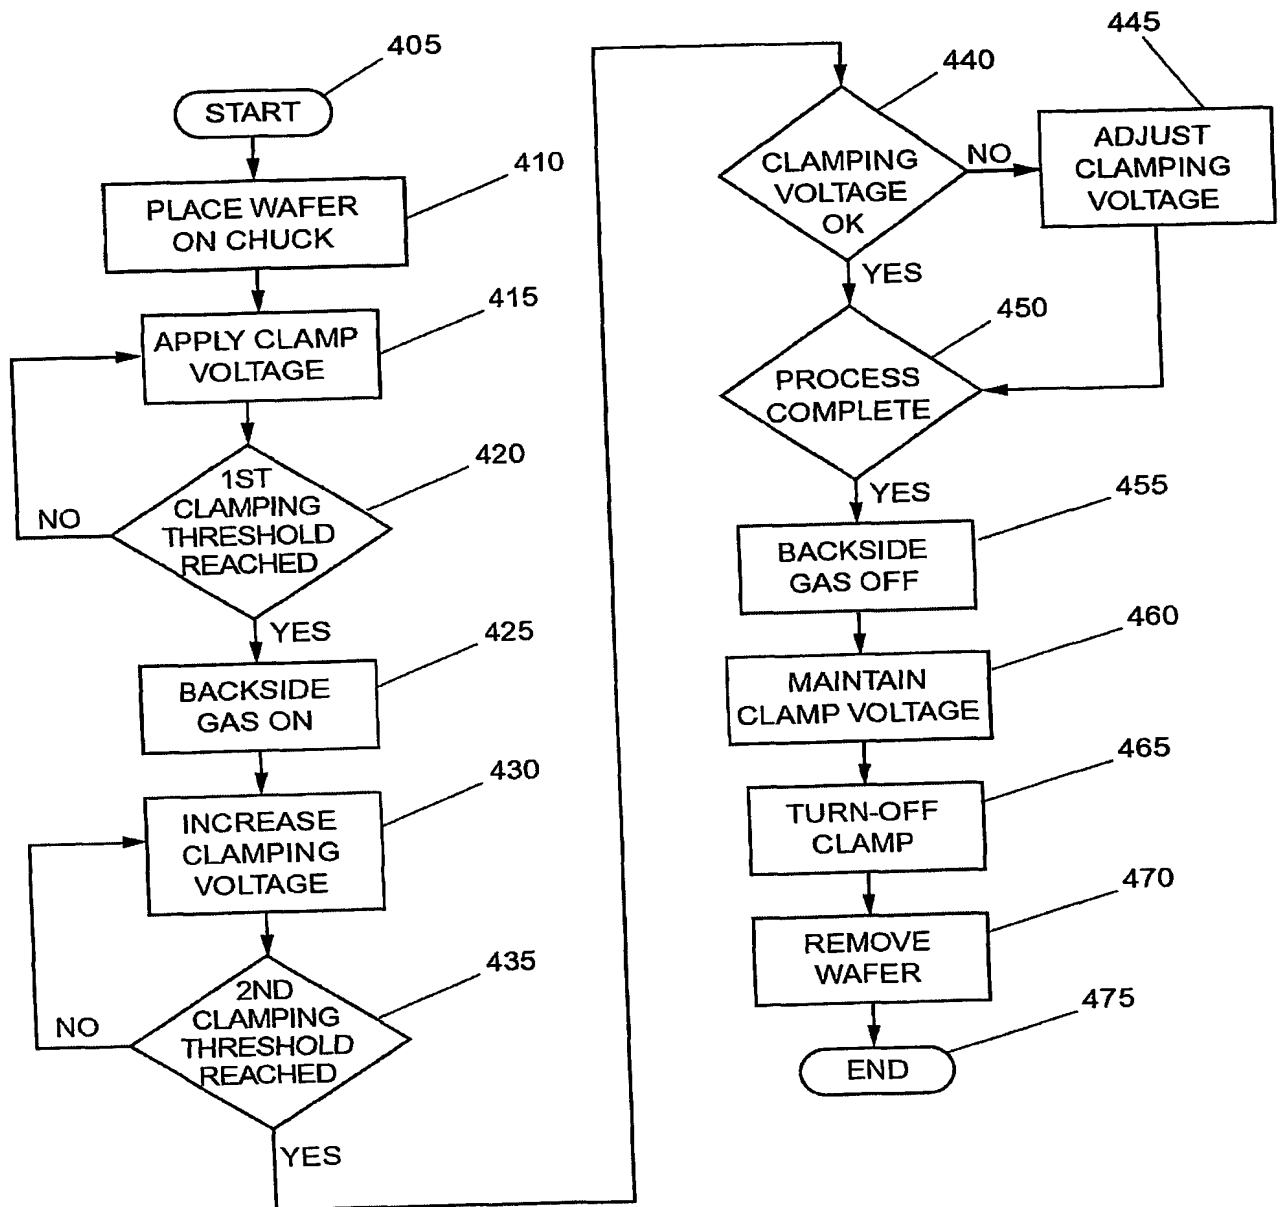 405
START
410
PLACE WAFER
ON CHUCK
415
APPLY CLAMP
VOLTAGE
420
1ST
CLAMPING
THRESHOLD
REACHED
NO
YES
425
BACKSIDE
GAS ON
430
INCREASE
CLAMPING
VOLTAGE
435
2ND
CLAMPING
THRESHOLD
REACHED
NO
YES
440
CLAMPING
VOLTAGE
OK
NO
445
ADJUST
CLAMPING
VOLTAGE
YES
450
PROCESS
COMPLETE
YES
455
BACKSIDE
GAS OFF
460
MAINTAIN
CLAMP VOLTAGE
465
TURN-OFF
CLAMP
470
REMOVE
WAFER
475
END